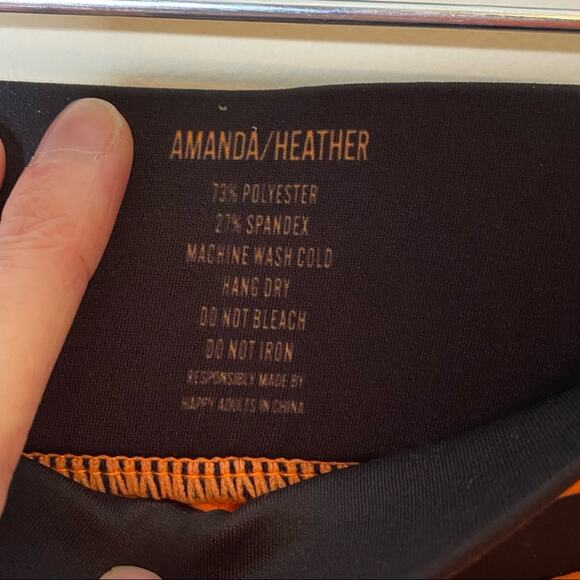 AMANDA/HEATHER
73% POLYESTER
27% SPANDEX
MACHINE WASH COLD
HANG DRY
DO NOT BLEACH
DO NOT IRON
RESPONSIBLY MADE BY
HAPPY ADULTS IN CHINA